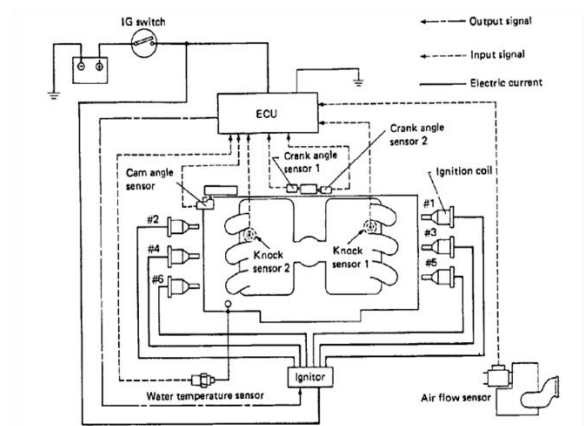 IG switch
Output signal
Input signal
Electric current
ECU
Crank angle
sensor 2
Crank angle
sensor 1
Cam angle
sensor
Ignition coil
#1
#2
#3
#4
#5
#6
Knock
sensor 2
Knock
sensor 1
Ignitor
Water temperature sensor
Air flow sensor